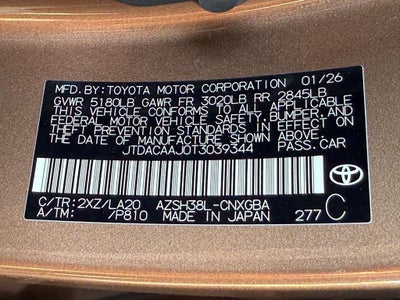 MFD BY: TOYOTA MOTOR CORPORATION 01/26
GVWR 5180LB GAWR FR 3020LB RR 2845LB
THIS VEHICLE CONFORMS TO ALL APPLICABLE
FEDERAL MOTOR VEHICLE SAFETY, BUMPER, AND
THEFT PREVENTION STANDARDS IN EFFECT ON
THE DATE OF MANUFACTURE SHOWN ABOVE.
JTDACAAJ0T3039344 PASS.CAR
C/TR: 2XZ/LA20 AZSH38L-CNXGBA
A/TM: /P810 MADE IN JAPAN 277 C